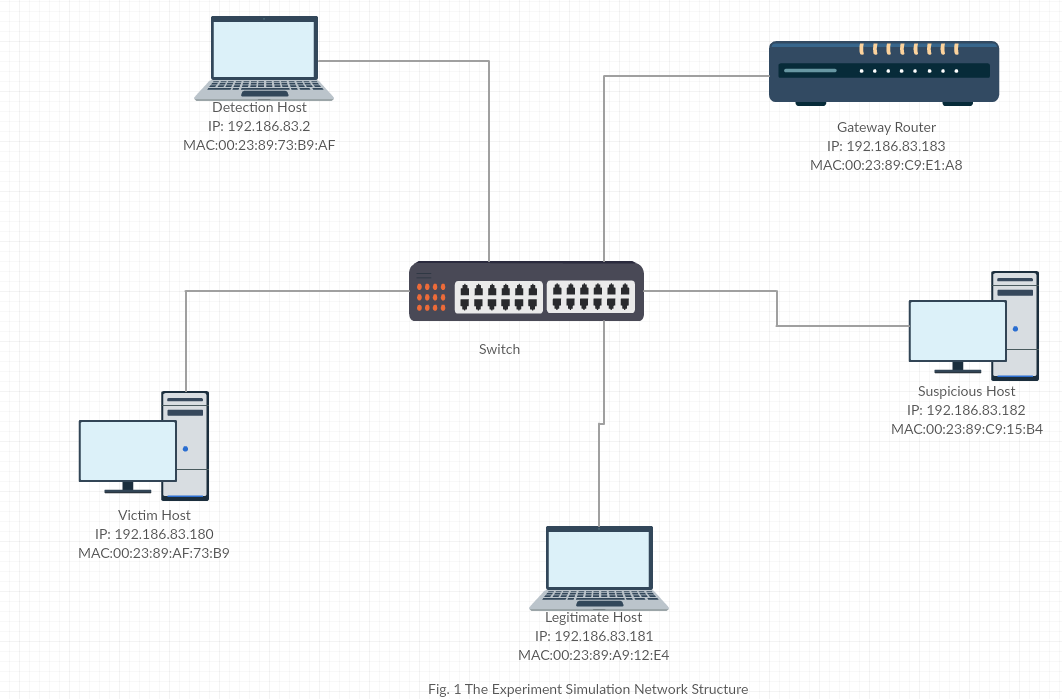 Detection Host
IP: 192.186.83.2
MAC:00:23:89:73:B9:AF
Gateway Router
IP: 192.186.83.183
MAC:00:23:89:C9:E1:A8
Switch
Suspicious Host
IP: 192.186.83.182
MAC:00:23:89:C9:15:B4
Victim Host
IP: 192.186.83.180
MAC:00:23:89:AF:73:B9
Legitimate Host
IP: 192.186.83.181
MAC:00:23:89:A9:12:E4
Fig. 1 The Experiment Simulation Network Structure